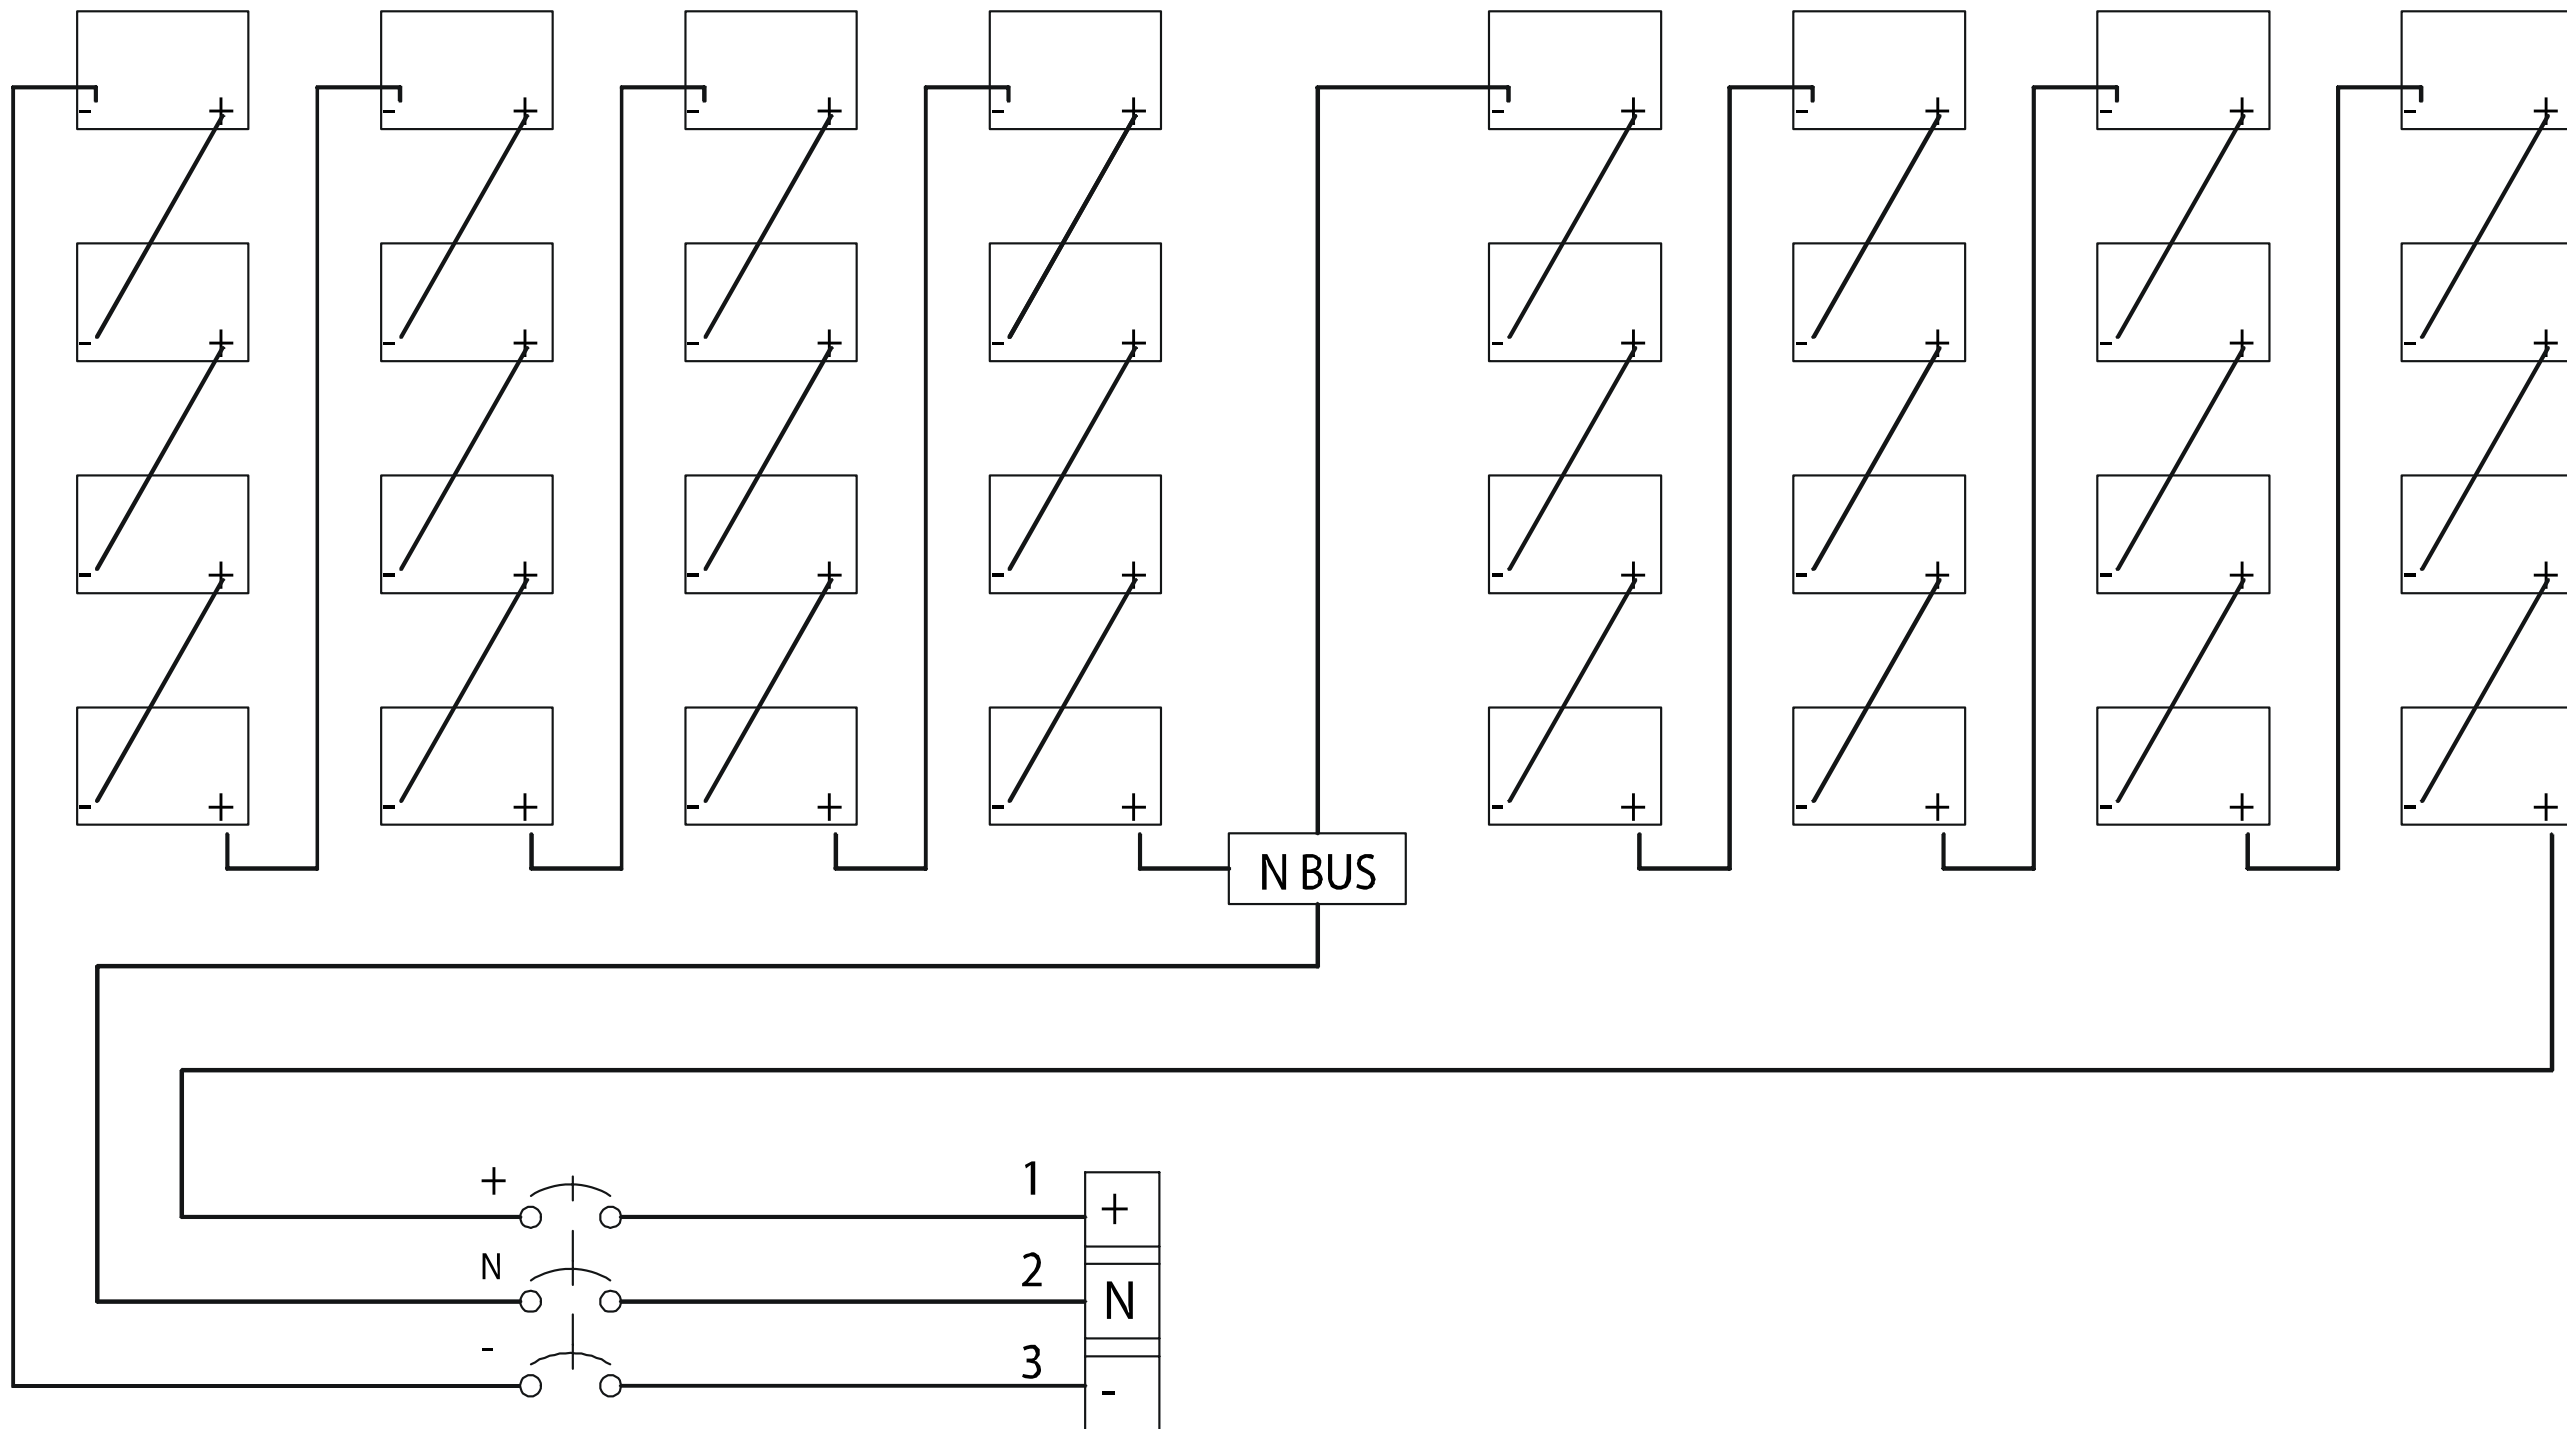 - + - + - + - + - + - + - + - +
- + - + - + - + - + - + - + - +
- + - + - + - + - + - + - + - +
- + - + - + - + - + - + - + - +
N BUS
+ 1 +
N 2 N
- 3 -